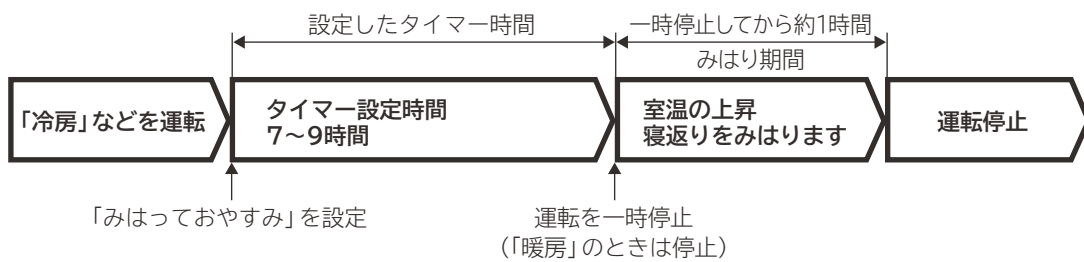 設定したタイマー時間
一時停止してから約1時間
みはり期間
「冷房」などを運転
タイマー設定時間
7〜9時間
室温の上昇
寝返りをみはります
運転停止
「みはっておやすみ」を設定
運転を一時停止
(「暖房」のときは停止)